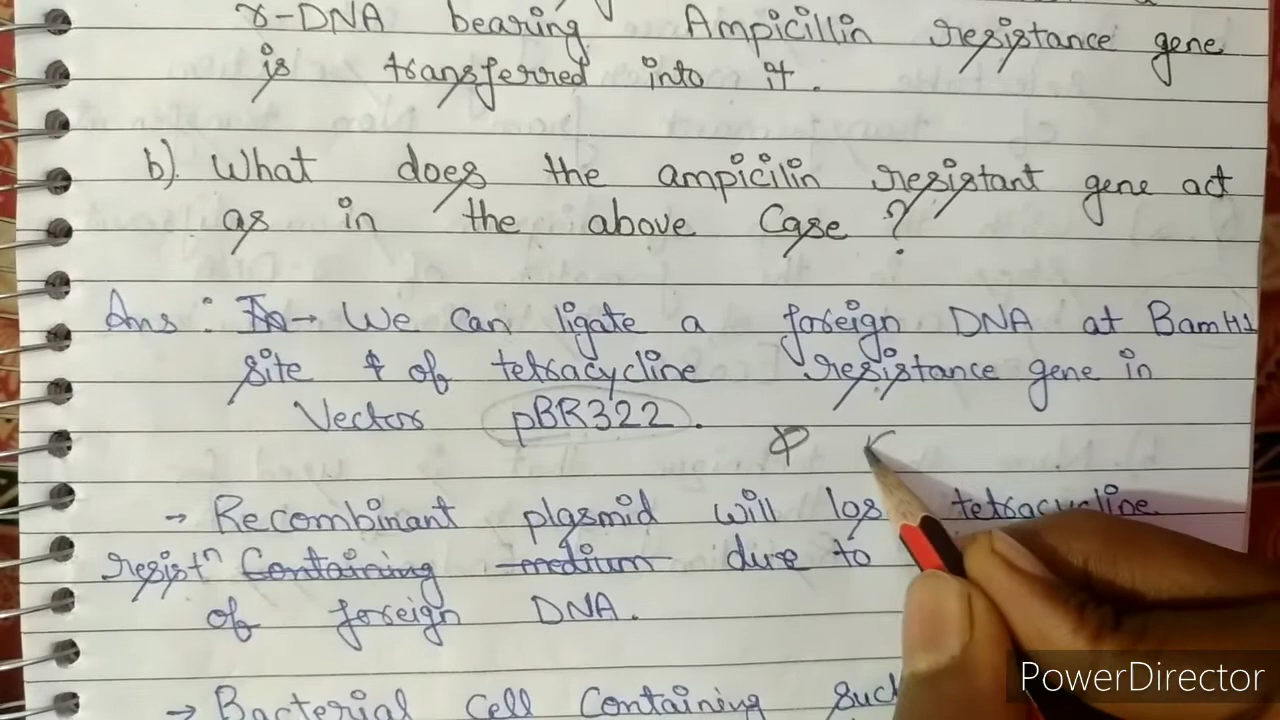 r-DNA bearing Ampicillin resistance gene
is transferred into it.
b) What does the ampicilin resistant gene act
as in the above Case ?
Ans : → We Can ligate a foreign DNA at BamH1
site of tetracycline resistance gene in
Vector pBR322.
→ Recombinant plasmid will los tetracycline
resistn Containing medium due to
of foreign DNA.
→ Bacterial Cell Containing such
PowerDirector